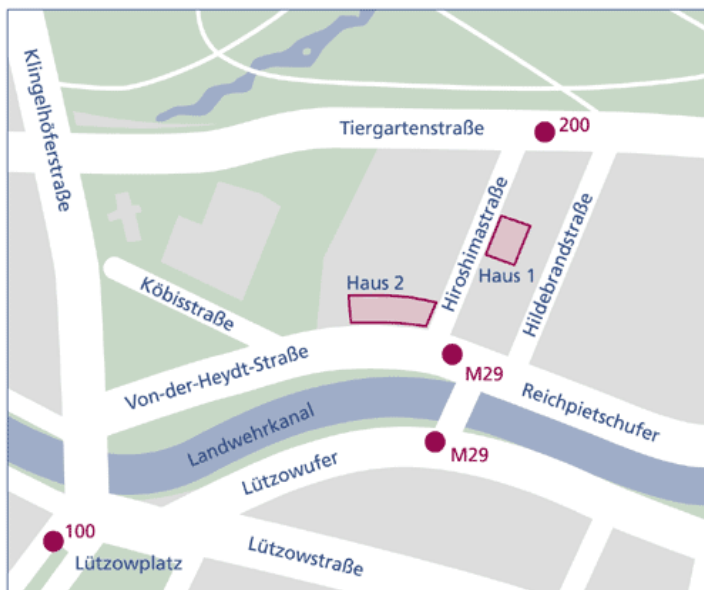 Klingelhöferstraße
Tiergartenstraße
200
Hiroshimastraße
Haus 1
Hildebrandstraße
Haus 2
Köbisstraße
Von-der-Heydt-Straße
M29
Reichpietschufer
Landwehrkanal
M29
Lützowufer
100
Lützowplatz
Lützowstraße